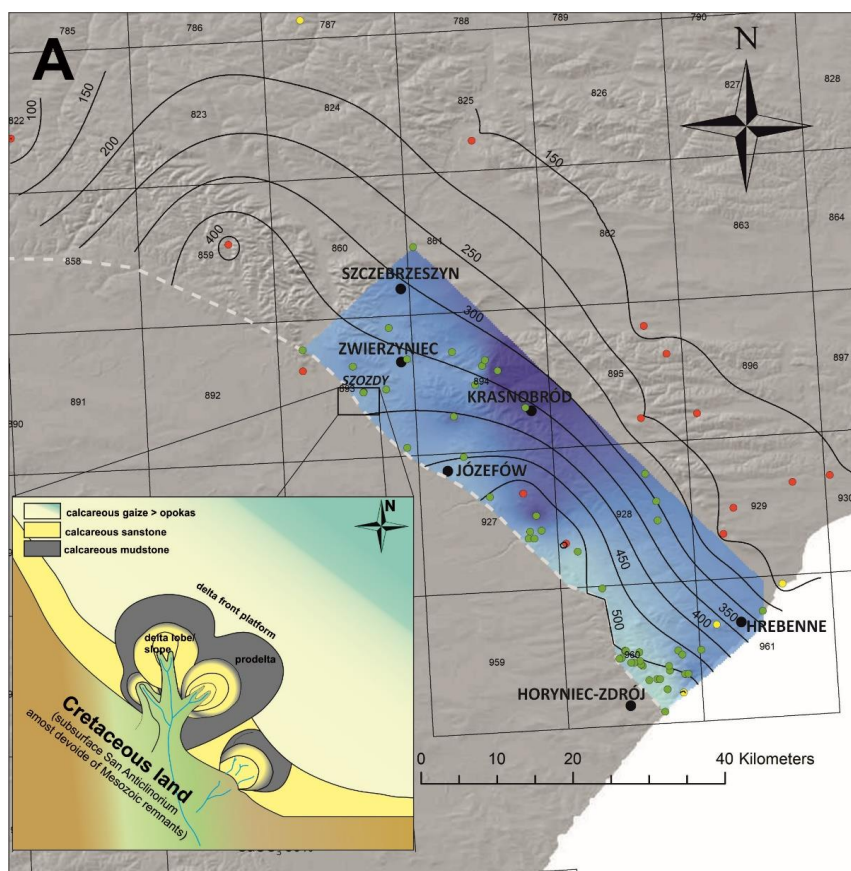 A
N
785
786
787
788
789
790
822
823
824
825
826
827
828
858
859
860
861
862
863
864
890
892
893
894
895
896
897
927
928
929
930
959
960
961
100
150
200
400
250
300
150
450
500
400
350
SZCZEBRZESZYN
ZWIERZYNIEC
SZOZDY
KRASNOBRÓD
JÓZEFÓW
HREBENNE
HORYNIEC-ZDRÓJ
0 10 20 40 Kilometers
calcareous gaize > opokas
calcareous sanstone
calcareous mudstone
N
delta front platform
delta lobe/
slope
prodelta
Cretaceous land
(subsurface San Anticlinorium
amost devoide of Mesozoic remnants)